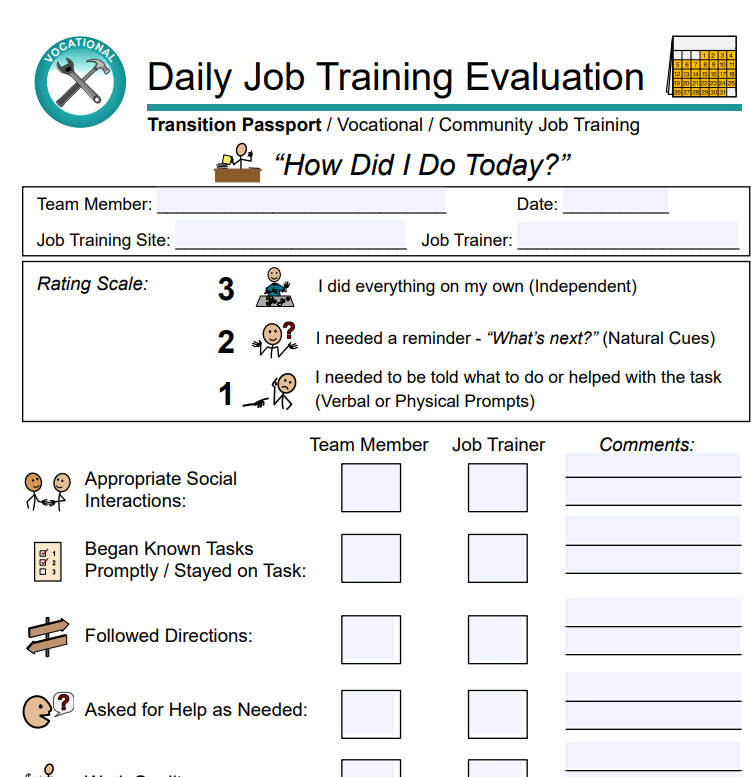 VOCATIONAL
Daily Job Training Evaluation
Transition Passport / Vocational / Community Job Training
“How Did I Do Today?”
Team Member:
Date:
Job Training Site:
Job Trainer:
Rating Scale:
3 I did everything on my own (Independent)
2 I needed a reminder - “What’s next?” (Natural Cues)
1 I needed to be told what to do or helped with the task
(Verbal or Physical Prompts)
Team Member Job Trainer Comments:
Appropriate Social
Interactions:
Began Known Tasks
Promptly / Stayed on Task:
Followed Directions:
Asked for Help as Needed: